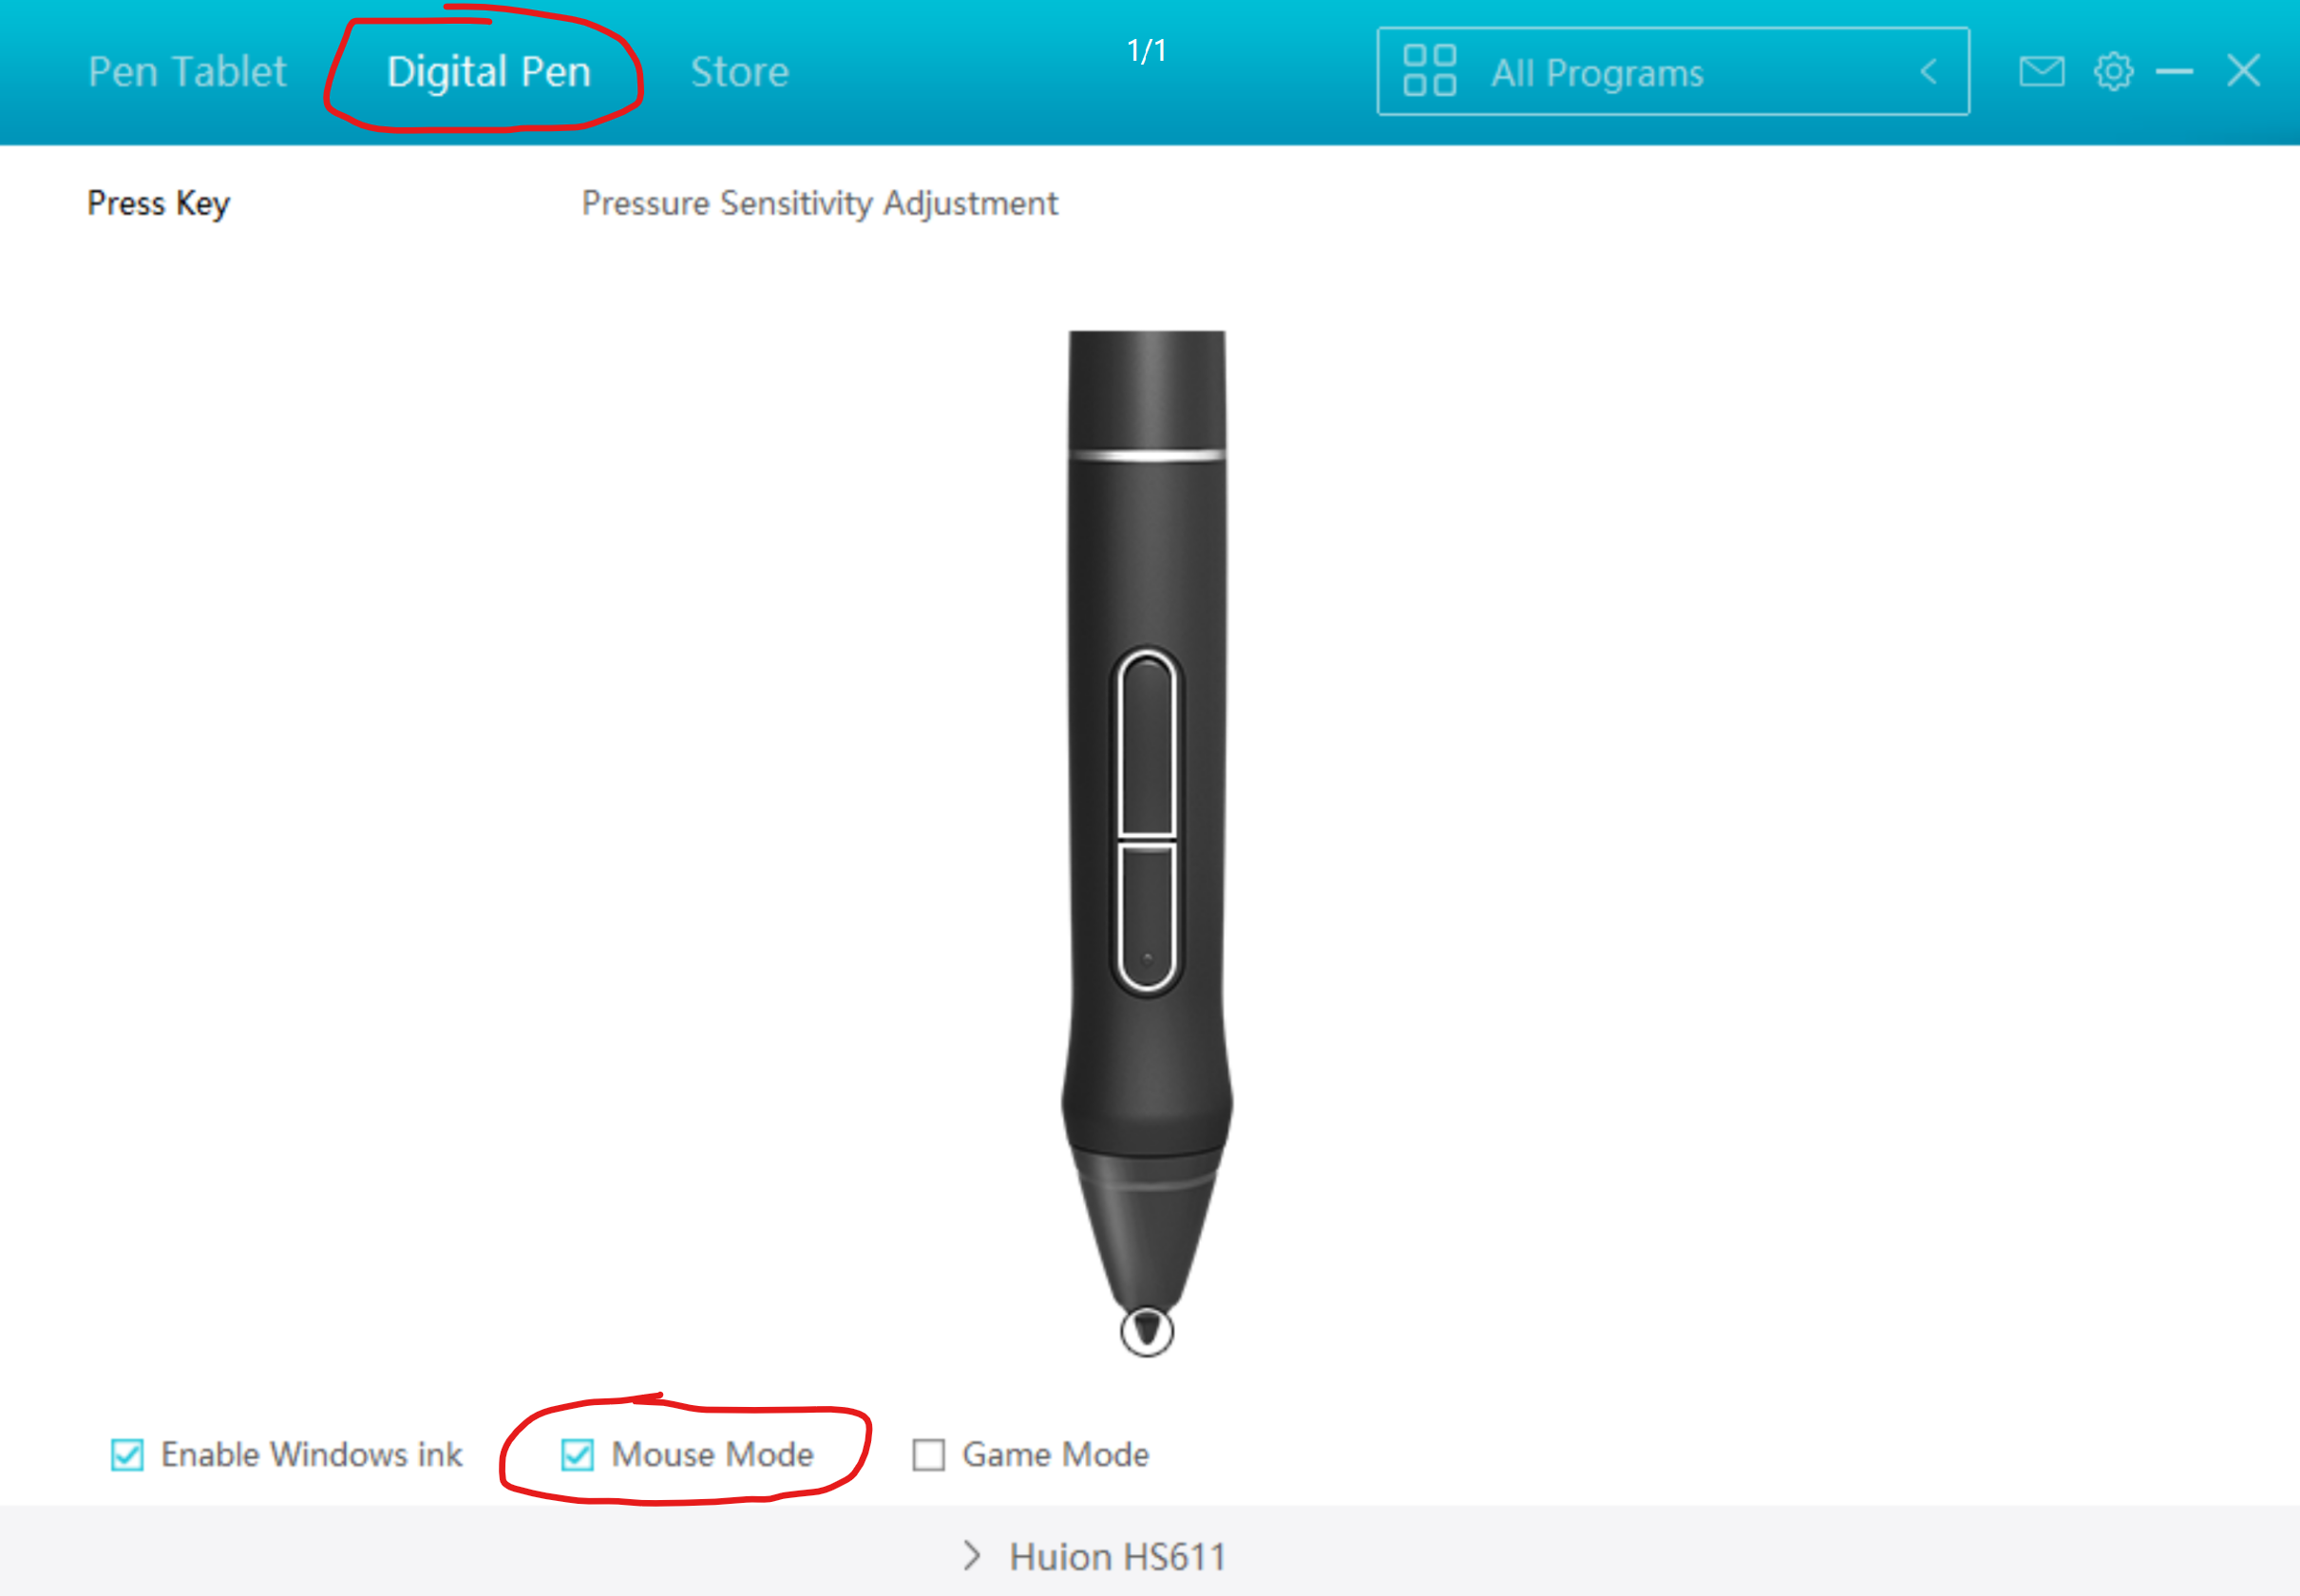 Pen Tablet Digital Pen Store 1/1 All Programs
Press Key Pressure Sensitivity Adjustment
Enable Windows ink Mouse Mode Game Mode
Huion HS611